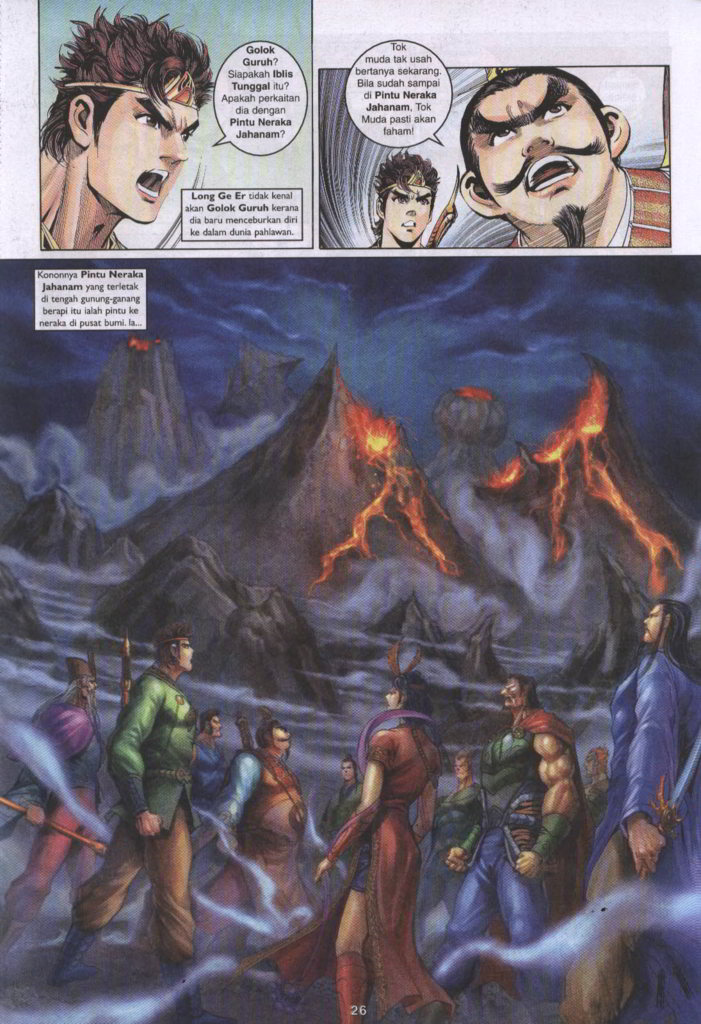 Golok
Guruh?
Siapakah Iblis
Tunggal itu?
Apakah perkaitan
dia dengan
Pintu Neraka
Jahanam?
Long Ge Er tidak kenal
akan Golok Guruh kerana
dia baru menceburkan diri
ke dalam dunia pahlawan.
Tok
muda tak usah
bertanya sekarang.
Bila sudah sampai
di Pintu Neraka
Jahanam, Tok
Muda pasti akan
faham!
Kononnya Pintu Neraka
Jahanam yang terletak
di tengah gunung-ganang
berapi itu ialah pintu ke
neraka di pusat bumi. Ia...
26